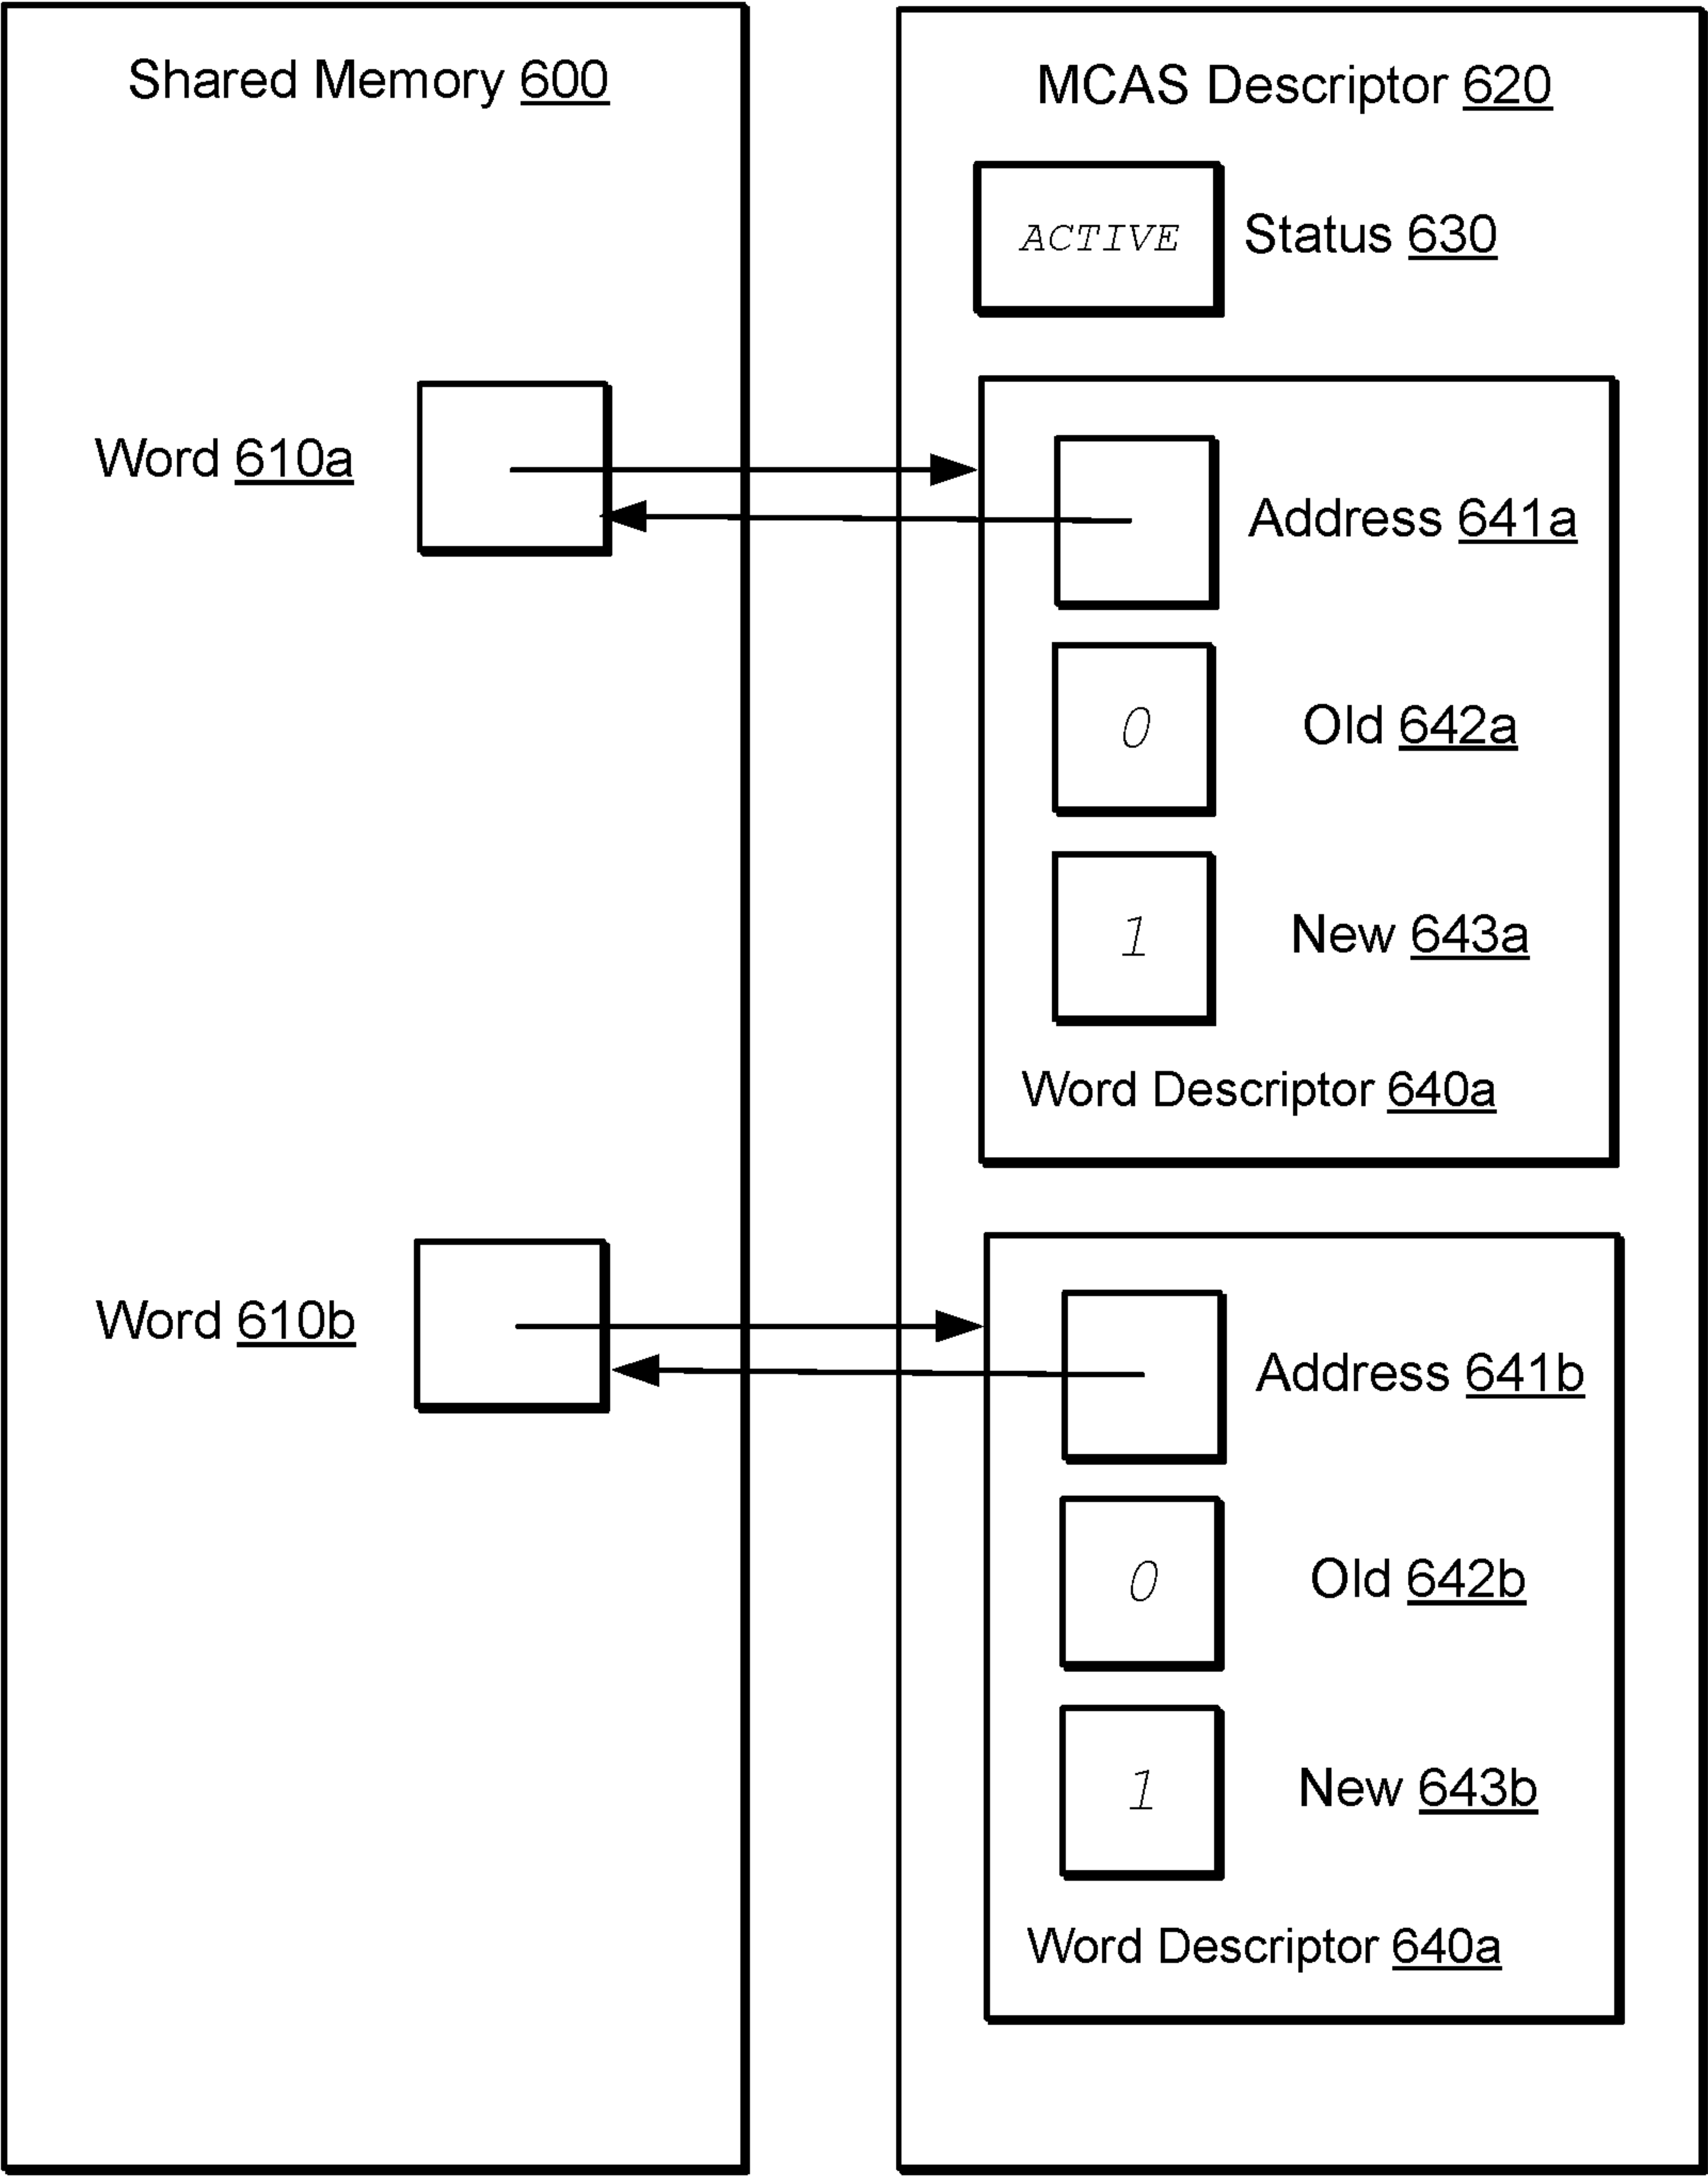 Shared Memory 600
Word 610a
Word 610b
MCAS Descriptor 620
ACTIVE Status 630
Address 641a
0 Old 642a
1 New 643a
Word Descriptor 640a
Address 641b
0 Old 642b
1 New 643b
Word Descriptor 640a